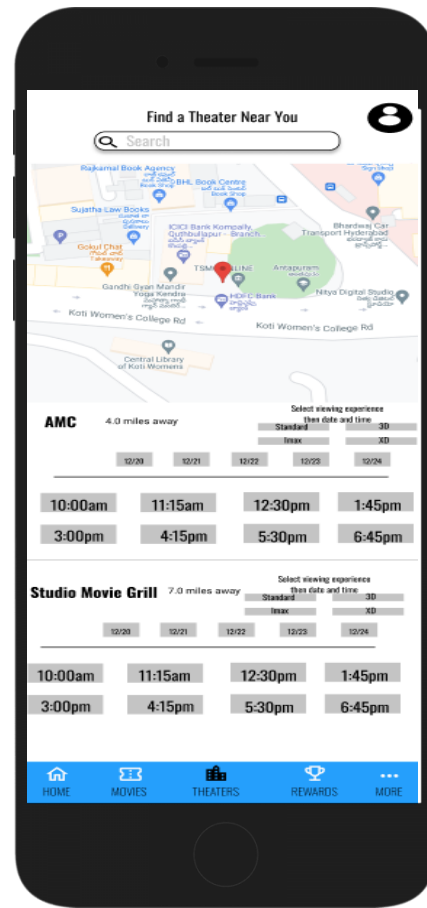 Find a Theater Near You
Search
Rajkamal Book Agency
BHL Book Centre
Sujatha Law Books
ICICI Bank Kompally,
Quthbullapur - Branch
Bhardwaj Car
Transport Hyderabad
Gokul Chat
Takeaway
Antapuram
Gandhi Gyan Mandir
Yoga Kendra
HDFC Bank
Nitya Digital Studio
Koti Women's College Rd
Koti Women's College Rd
Central Library
of Koti Womens
AMC 4.0 miles away
Select viewing experience
then date and time
Standard 3D
Imax XD
12/20 12/21 12/22 12/23 12/24
10:00am 11:15am 12:30pm 1:45pm
3:00pm 4:15pm 5:30pm 6:45pm
Studio Movie Grill 7.0 miles away
Select viewing experience
then date and time
Standard 3D
Imax XD
12/20 12/21 12/22 12/23 12/24
10:00am 11:15am 12:30pm 1:45pm
3:00pm 4:15pm 5:30pm 6:45pm
HOME MOVIES THEATERS REWARDS MORE